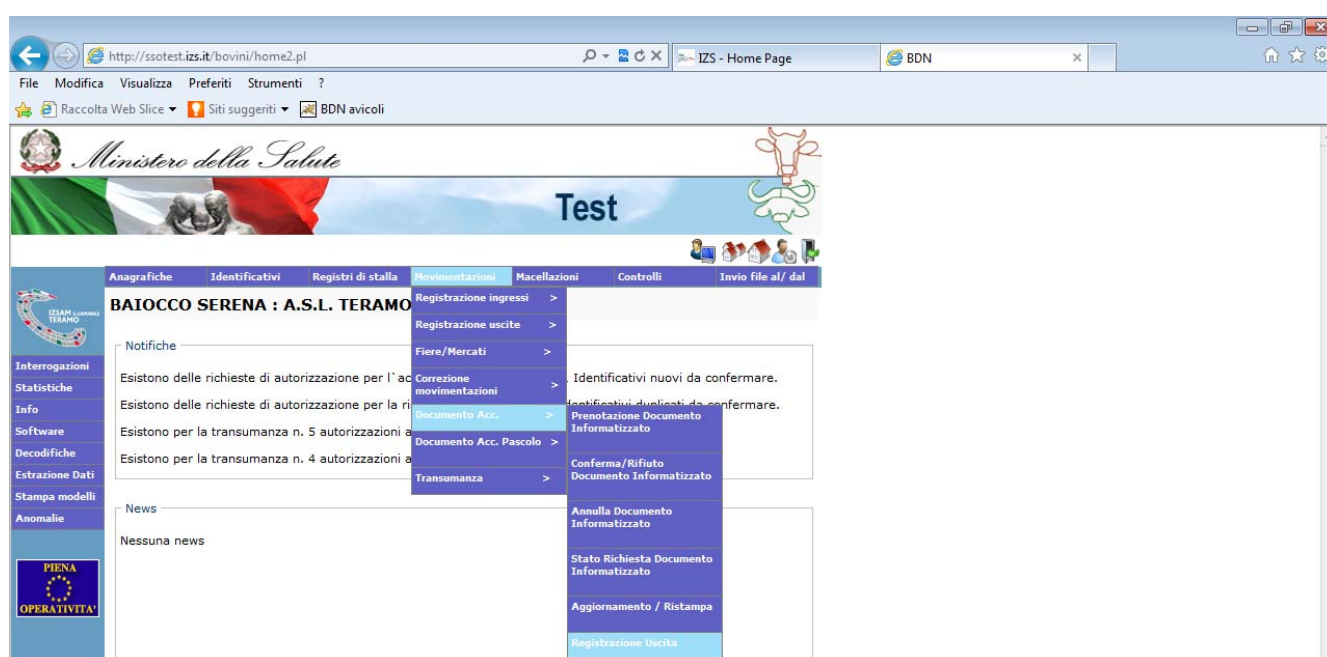 http://ssotest.izs.it/bovini/home2.pl
IZS - Home Page
BDN
File Modifica Visualizza Preferiti Strumenti ?
Raccolta Web Slice Siti suggeriti BDN avicoli
Ministero della Salute
Test
Anagrafiche Identificativi Registri di stalla Movimentazioni Macellazioni Controlli Invio file al/ dal
IZSAM G.CAPORALE
TERAMO
BAIOCCO SERENA : A.S.L. TERAMO
Interrogazioni
Statistiche
Info
Software
Decodifiche
Estrazione Dati
Stampa modelli
Anomalie
PIENA
OPERATIVITA'
Notifiche
Esistono delle richieste di autorizzazione per l`ac
. Identificativi nuovi da confermare.
Esistono delle richieste di autorizzazione per la ri
Identificativi duplicati da confermare.
Esistono per la transumanza n. 5 autorizzazioni a
Esistono per la transumanza n. 4 autorizzazioni a
News
Nessuna news
Registrazione ingressi >
Registrazione uscite >
Fiere/Mercati >
Correzione
movimentazioni >
Documento Acc. >
Documento Acc. Pascolo >
Transumanza >
Prenotazione Documento
Informatizzato
Conferma/Rifiuto
Documento Informatizzato
Annulla Documento
Informatizzato
Stato Richiesta Documento
Informatizzato
Aggiornamento / Ristampa
Registrazione Uscita